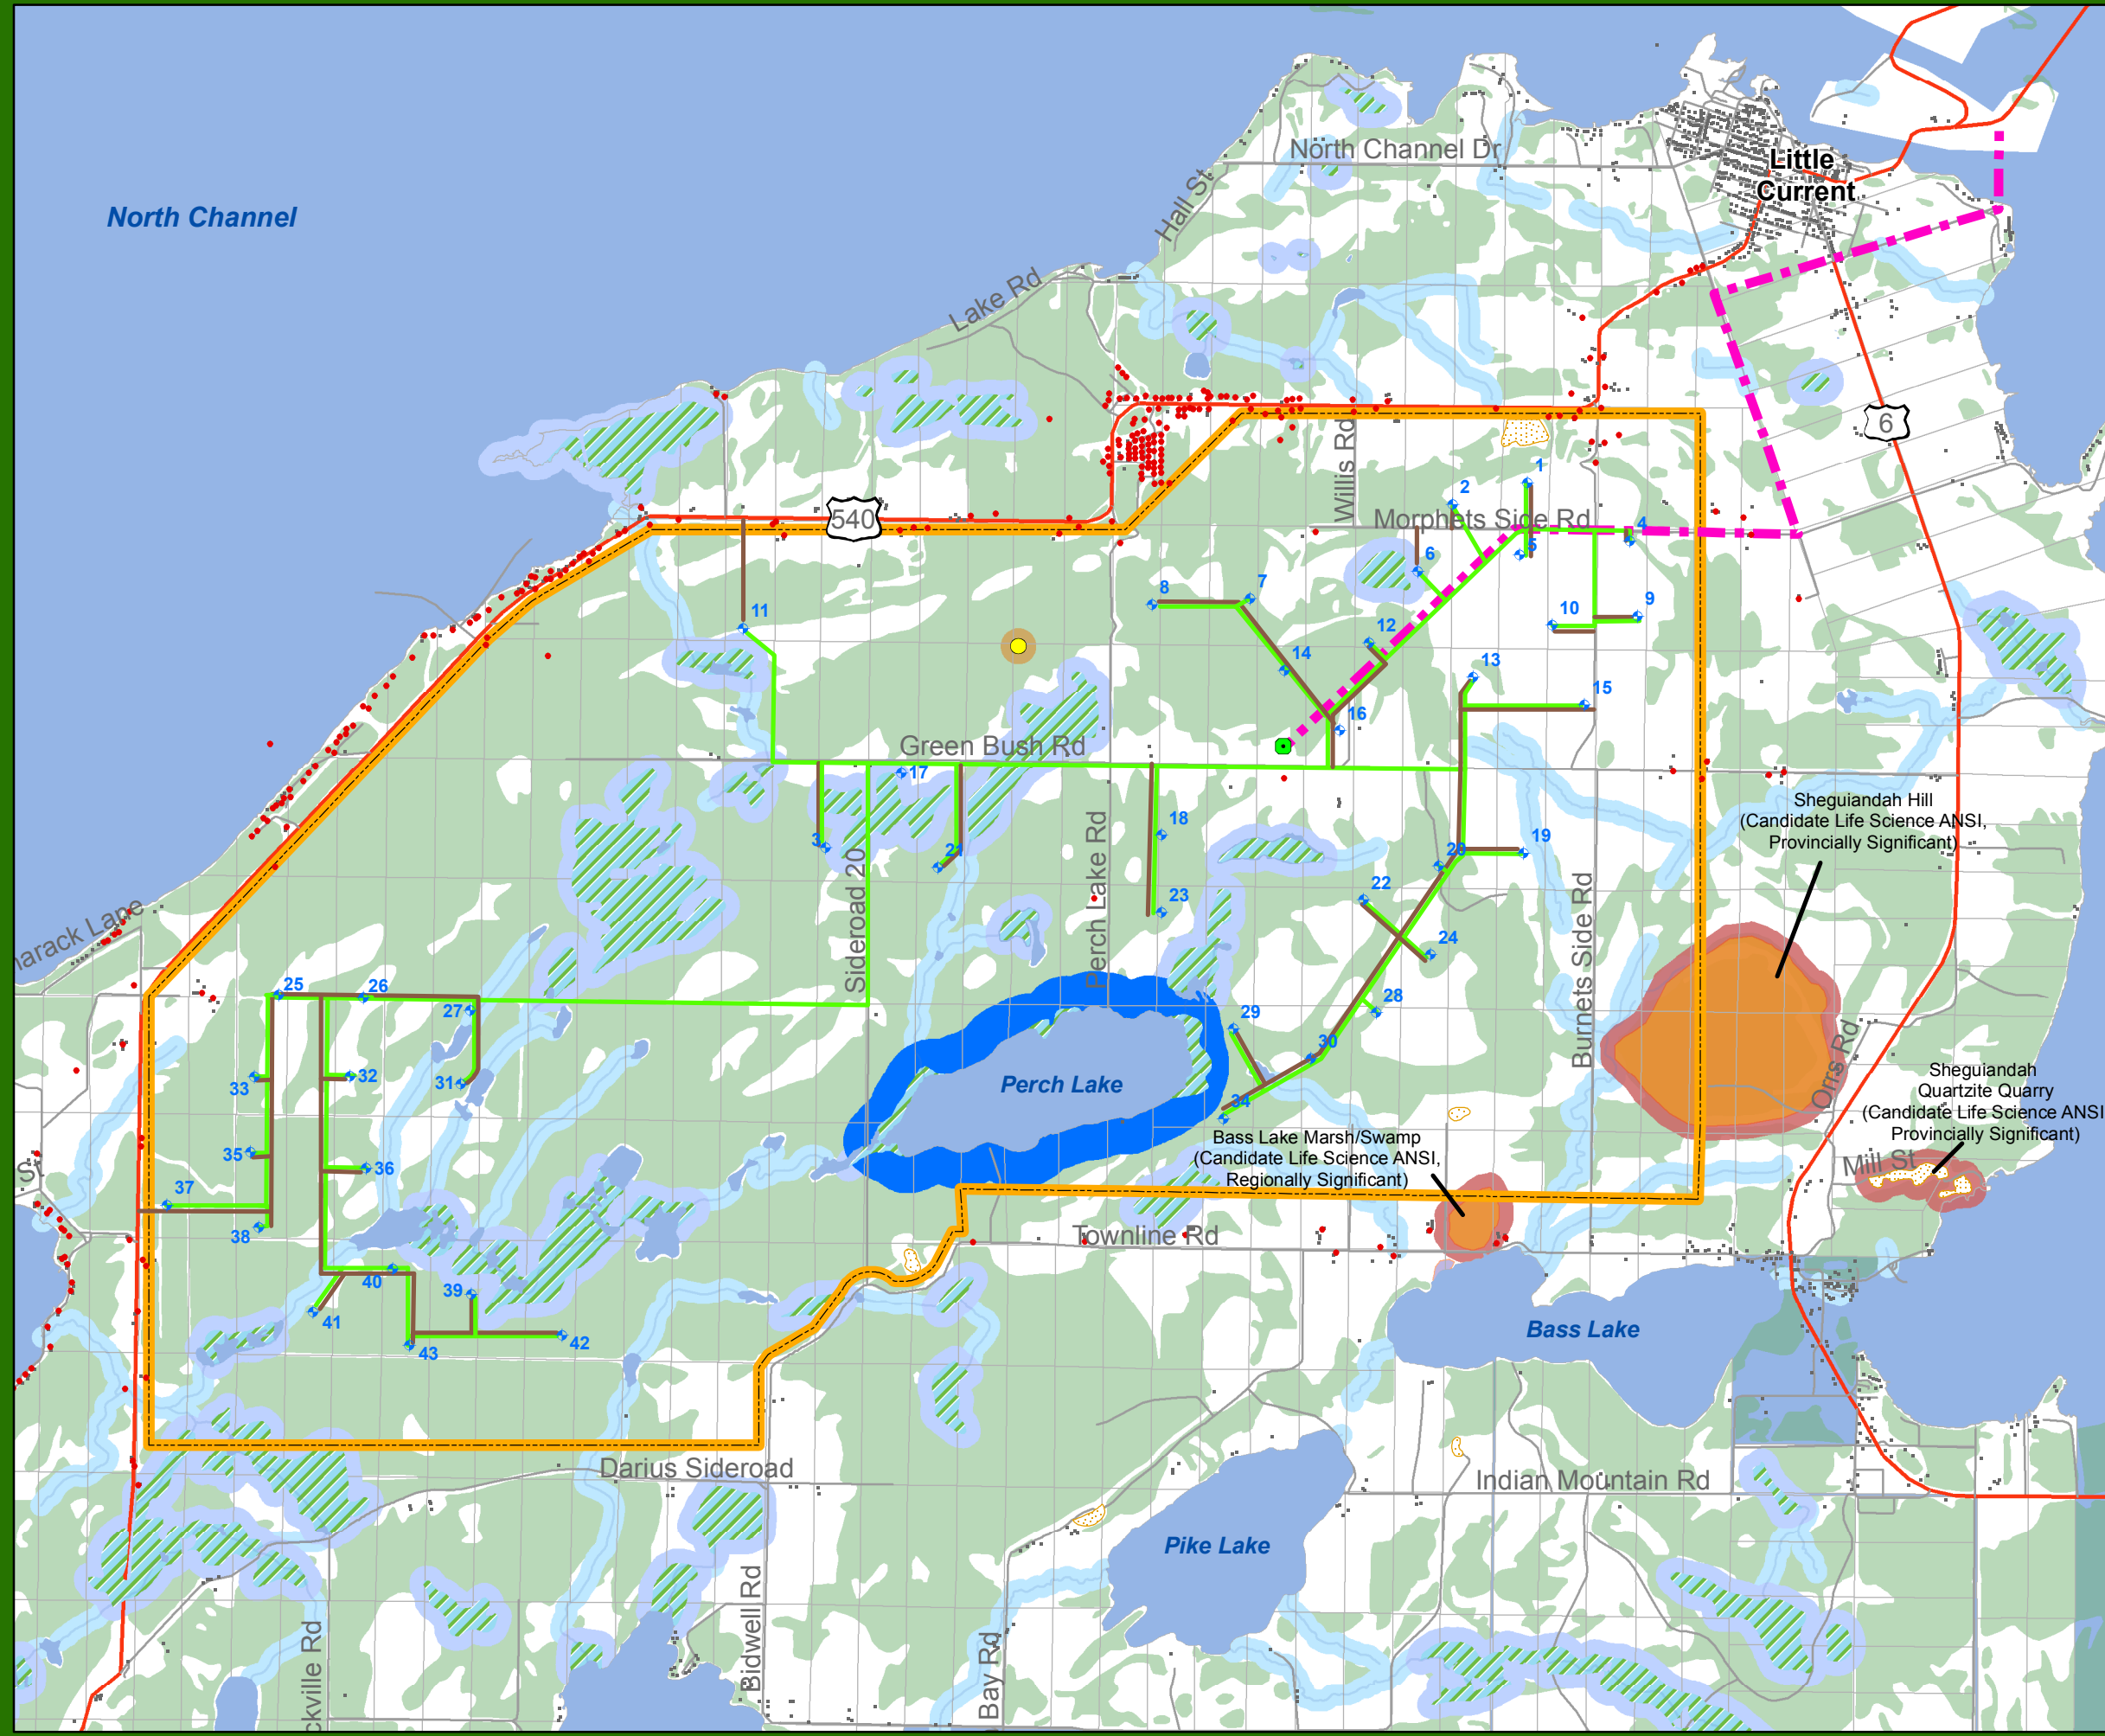 North Channel
North Channel Dr
Little
Current
Hall St
Lake Rd
6
540
Willis Rd
1
2
Morphets Side Rd
4
5
6
7
8
9
10
11
12
13
14
15
16
Green Bush Rd
17
18
3
21
19
20
22
23
24
Sideroad 20
Perch Lake Rd
Burnets Side Rd
Sheguiandah Hill
(Candidate Life Science ANSI,
Provincially Significant)
arack Lane
25
26
27
28
29
30
31
32
33
34
35
36
37
38
39
40
41
42
43
Perch Lake
Orrs Rd
Sheguiandah
Quartzite Quarry
(Candidate Life Science ANSI
Provincially Significant)
Mill St
Bass Lake Marsh/Swamp
(Candidate Life Science ANSI,
Regionally Significant)
St
Townline Rd
Bass Lake
Darius Sideroad
Indian Mountain Rd
Pike Lake
Bidwell Rd
ckville Rd
Bay Rd